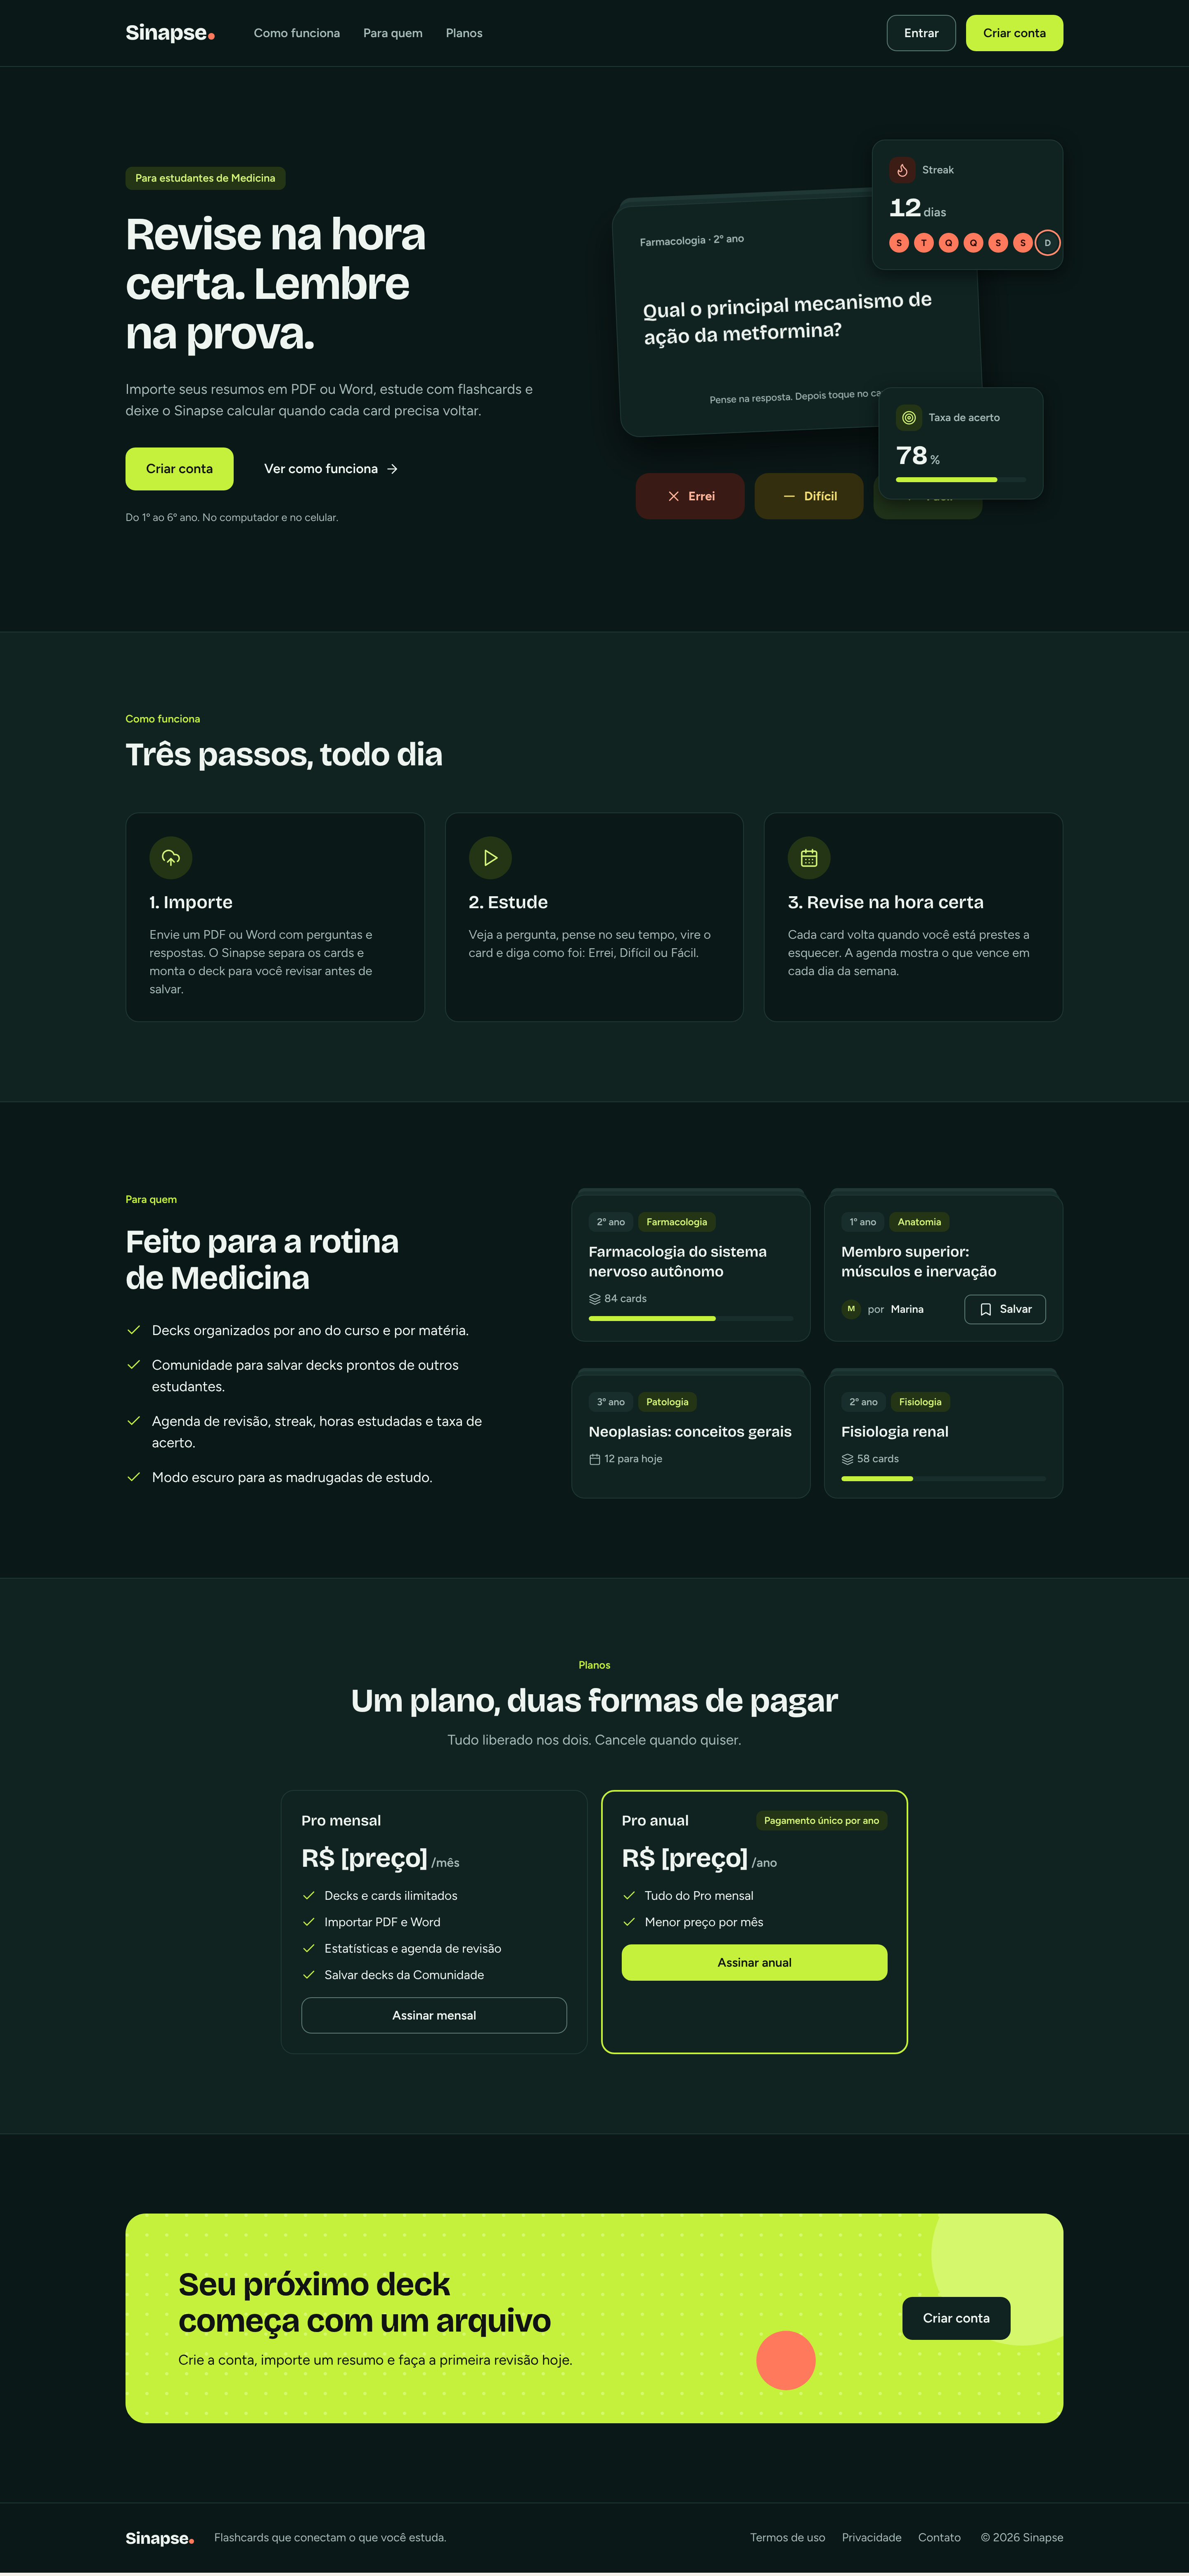 Sinapse.
Como funciona
Para quem
Planos
Entrar
Criar conta
Para estudantes de Medicina
Revise na hora
certa. Lembre
na prova.
Importe seus resumos em PDF ou Word, estude com flashcards e
deixe o Sinapse calcular quando cada card precisa voltar.
Criar conta
Ver como funciona
Do 1º ao 6º ano. No computador e no celular.
Streak
12 dias
S T Q Q S S D
Farmacologia · 2º ano
Qual o principal mecanismo de
ação da metformina?
Pense na resposta. Depois toque no
Taxa de acerto
78 %
Errei
Difícil
Como funciona
Três passos, todo dia
1. Importe
Envie um PDF ou Word com perguntas e
respostas. O Sinapse separa os cards e
monta o deck para você revisar antes de
salvar.
2. Estude
Veja a pergunta, pense no seu tempo, vire o
card e diga como foi: Errei, Difícil ou Fácil.
3. Revise na hora certa
Cada card volta quando você está prestes a
esquecer. A agenda mostra o que vence em
cada dia da semana.
Para quem
Feito para a rotina
de Medicina
Decks organizados por ano do curso e por matéria.
Comunidade para salvar decks prontos de outros
estudantes.
Agenda de revisão, streak, horas estudadas e taxa de
acerto.
Modo escuro para as madrugadas de estudo.
2º ano
Farmacologia
Farmacologia do sistema
nervoso autônomo
84 cards
1º ano
Anatomia
Membro superior:
músculos e inervação
M
por Marina
Salvar
3º ano
Patologia
Neoplasias: conceitos gerais
12 para hoje
2º ano
Fisiologia
Fisiologia renal
58 cards
Planos
Um plano, duas formas de pagar
Tudo liberado nos dois. Cancele quando quiser.
Pro mensal
R$ [preço] /mês
Decks e cards ilimitados
Importar PDF e Word
Estatísticas e agenda de revisão
Salvar decks da Comunidade
Assinar mensal
Pro anual
Pagamento único por ano
R$ [preço] /ano
Tudo do Pro mensal
Menor preço por mês
Assinar anual
Seu próximo deck
começa com um arquivo
Crie a conta, importe um resumo e faça a primeira revisão hoje.
Criar conta
Sinapse.
Flashcards que conectam o que você estuda.
Termos de uso
Privacidade
Contato
© 2026 Sinapse